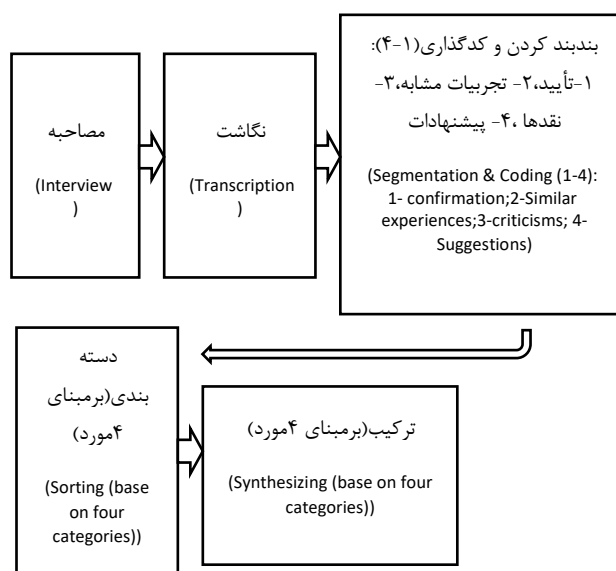 مصاحبه
(Interview
)
نگاشت
(Transcription
)
بندبند کردن و کدگذاری(۱-۴):
۱-تأیید،۲- تجربیات مشابه،۳-
نقدها ،۴- پیشنهادات
(Segmentation & Coding (1-4):
1- confirmation;2-Similar
experiences;3-criticisms; 4-
Suggestions)
دسته
بندی(برمبنای
۴مورد)
(Sorting (base
on four
categories))
ترکیب(برمبنای ۴مورد)
(Synthesizing (base on four
categories))